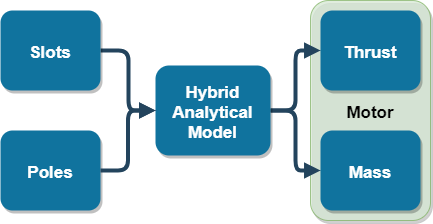 Slots
Poles
Hybrid
Analytical
Model
Thrust
Motor
Mass